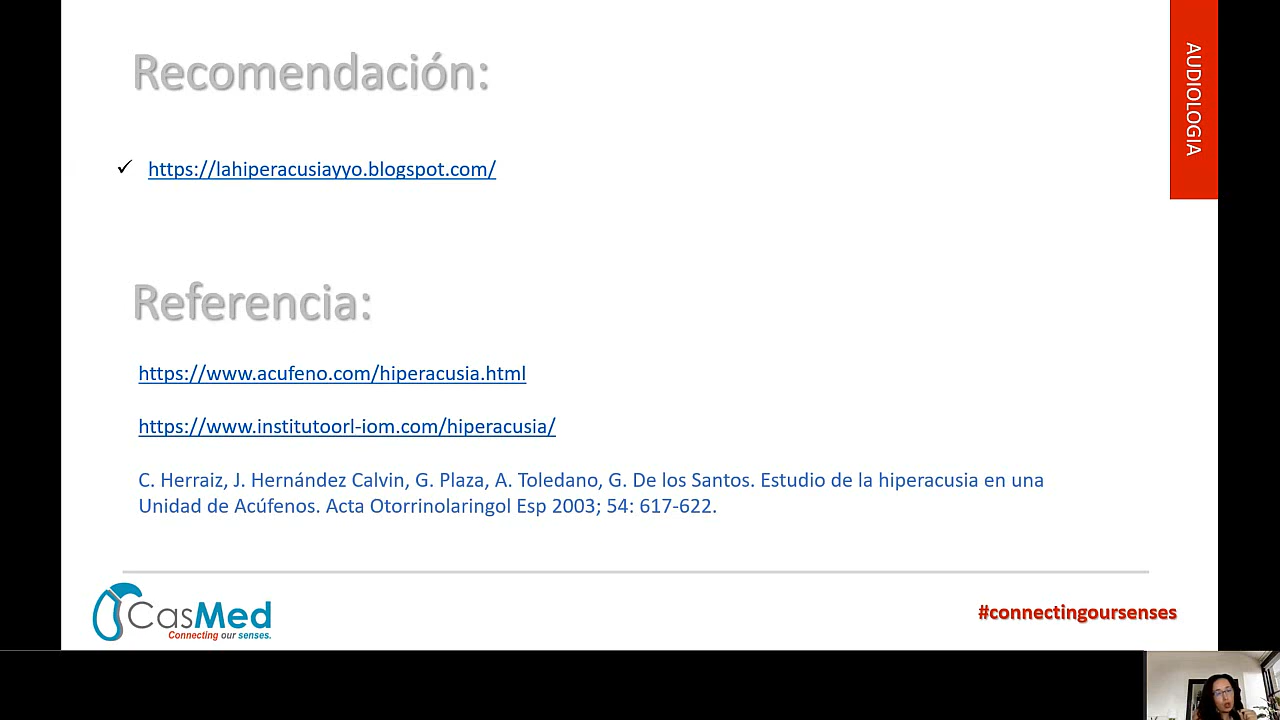 Recomendación:
AUDIOLOGIA
✓ https://lahiperacusiayyo.blogspot.com/
Referencia:
https://www.acufeno.com/hiperacusia.html
https://www.institutoorl-iom.com/hiperacusia/
C. Herraiz, J. Hernández Calvin, G. Plaza, A. Toledano, G. De los Santos. Estudio de la hiperacusia en una
Unidad de Acúfenos. Acta Otorrinolaringol Esp 2003; 54: 617-622.
CasMed
Connecting our senses.
#connectingoursenses